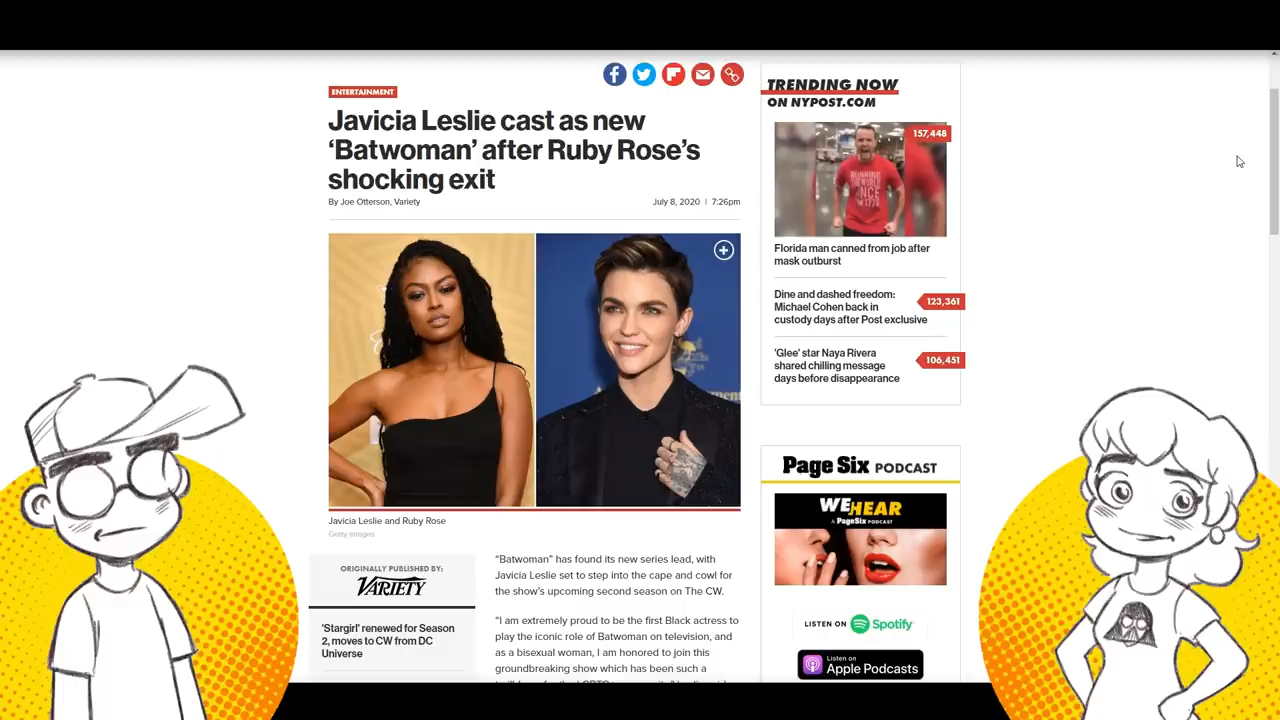 ENTERTAINMENT
Javicia Leslie cast as new
‘Batwoman’ after Ruby Rose’s
shocking exit
By Joe Otterson, Variety
July 8, 2020 | 7:26pm
Javicia Leslie and Ruby Rose
Getty Images
ORIGINALLY PUBLISHED BY:
VARIETY
'Stargirl' renewed for Season
2, moves to CW from DC
Universe
“Batwoman” has found its new series lead, with
Javicia Leslie set to step into the cape and cowl for
the show’s upcoming second season on The CW.
“I am extremely proud to be the first Black actress to
play the iconic role of Batwoman on television, and
as a bisexual woman, I am honored to join this
groundbreaking show which has been such a
TRENDING NOW
ON NYPOST.COM
157,448
RUNNING
THE WORLD
SINCE
1776
Florida man canned from job after
mask outburst
Dine and dashed freedom:
Michael Cohen back in
custody days after Post exclusive
123,361
'Glee' star Naya Rivera
shared chilling message
days before disappearance
106,451
Page Six PODCAST
WE HEAR
A PageSix PODCAST
LISTEN ON Spotify
Listen on
Apple Podcasts